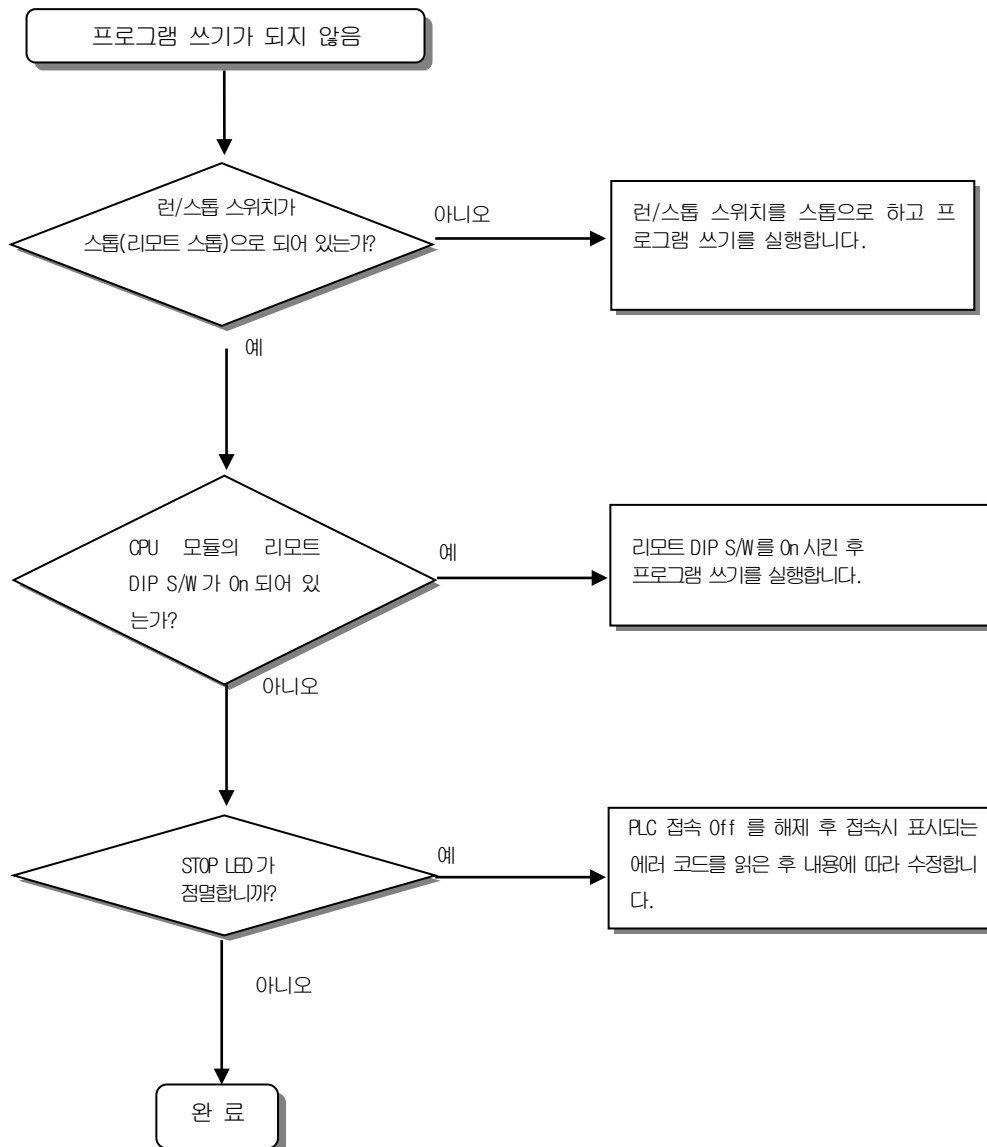 프로그램 쓰기가 되지 않음
런/스톱 스위치가
스톱(리모트 스톱)으로 되어 있는가?
아니오
런/스톱 스위치를 스톱으로 하고 프
로그램 쓰기를 실행합니다.
예
CPU 모듈의 리모트
DIP S/W 가 On 되어 있
는가?
예
리모트 DIP S/W를 On 시킨 후
프로그램 쓰기를 실행합니다.
아니오
STOP LED가
점멸합니까?
예
PLC 접속 Off 를 해제 후 접속시 표시되는
에러 코드를 읽은 후 내용에 따라 수정합니
다.
아니오
완 료